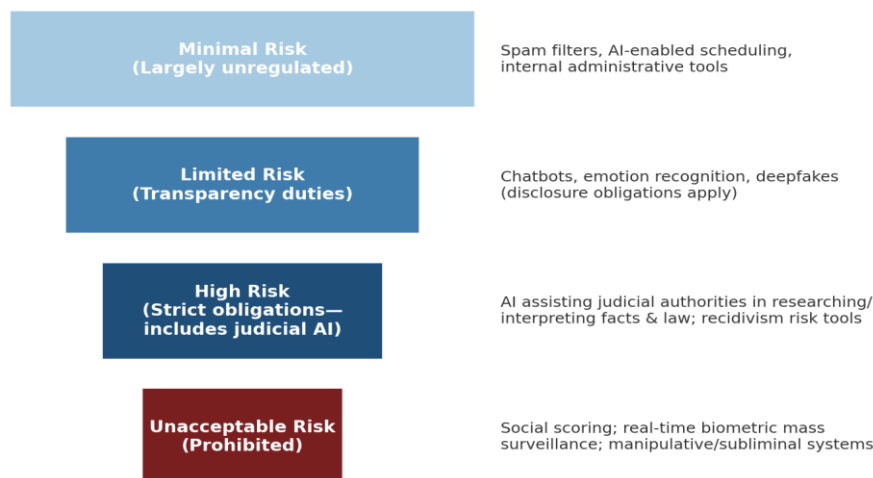 Minimal Risk
(Largely unregulated)
Spam filters, AI-enabled scheduling,
internal administrative tools
Limited Risk
(Transparency duties)
Chatbots, emotion recognition, deepfakes
(disclosure obligations apply)
High Risk
(Strict obligations—
includes judicial AI)
AI assisting judicial authorities in researching/
interpreting facts & law; recidivism risk tools
Unacceptable Risk
(Prohibited)
Social scoring; real-time biometric mass
surveillance; manipulative/subliminal systems